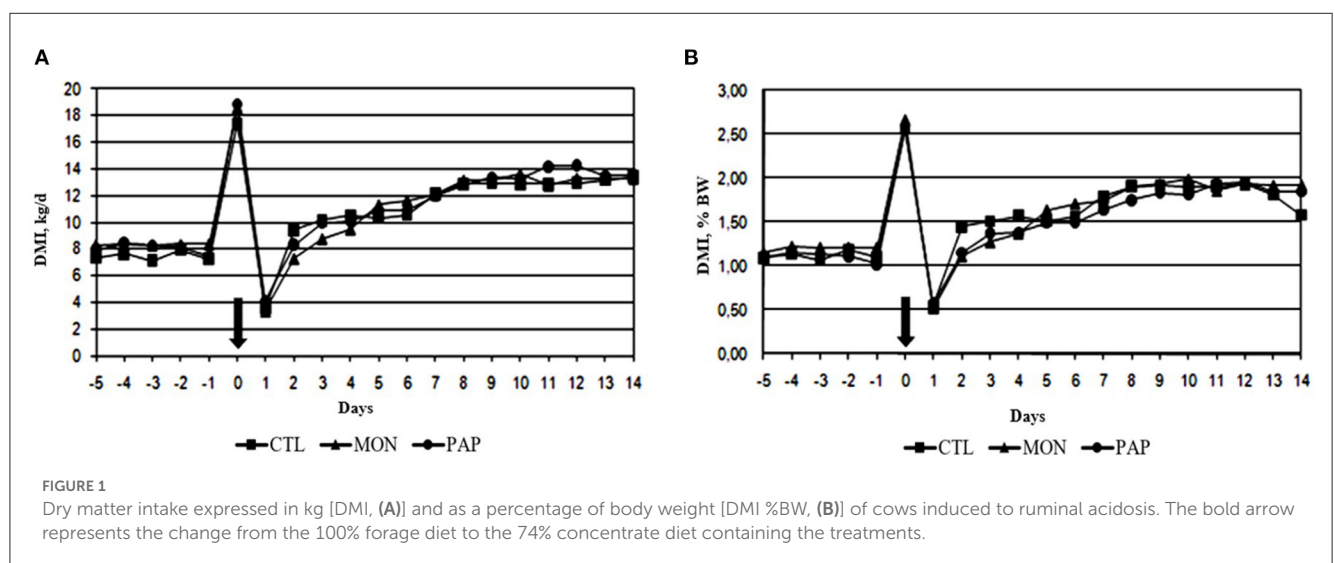 A
DMI, kg/d
20
18
16
14
12
10
8
6
4
2
0
-5 -4 -3 -2 -1 0 1 2 3 4 5 6 7 8 9 10 11 12 13 14
Days
CTL MON PAP
B
DMI, % BW
3,00
2,50
2,00
1,50
1,00
0,50
0,00
-5 -4 -3 -2 -1 0 1 2 3 4 5 6 7 8 9 10 11 12 13 14
Days
CTL MON PAP
FIGURE 1
Dry matter intake expressed in kg [DMI, (A)] and as a percentage of body weight [DMI %BW, (B)] of cows induced to ruminal acidosis. The bold arrow
represents the change from the 100% forage diet to the 74% concentrate diet containing the treatments.